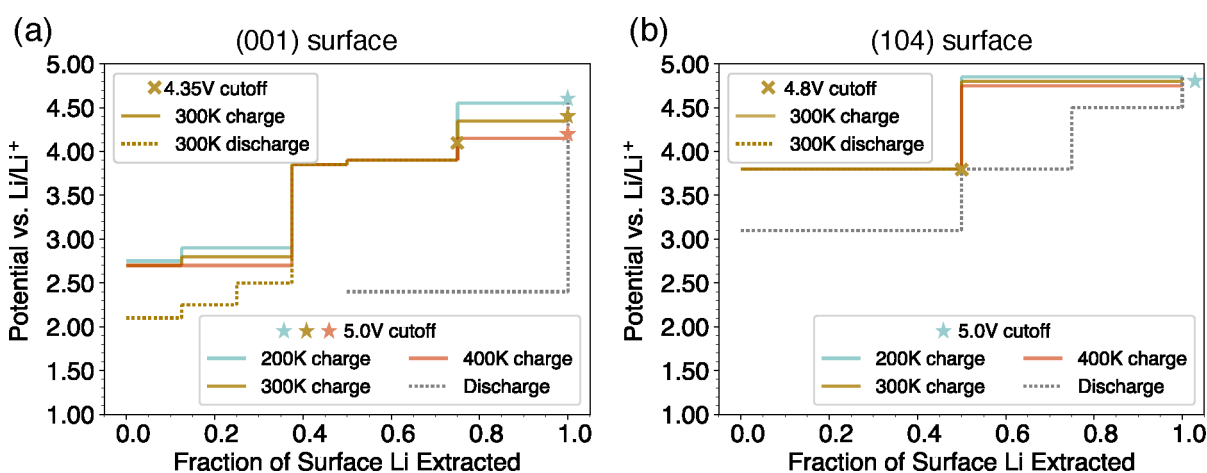 (a)
(001) surface
Potential vs. Li/Li⁺
5.00
4.50
4.00
3.50
3.00
2.50
2.00
1.50
1.00
4.35V cutoff
300K charge
300K discharge
5.0V cutoff
200K charge
300K charge
400K charge
Discharge
0.0 0.2 0.4 0.6 0.8 1.0
Fraction of Surface Li Extracted
(b)
(104) surface
Potential vs. Li/Li⁺
5.00
4.50
4.00
3.50
3.00
2.50
2.00
1.50
1.00
4.8V cutoff
300K charge
300K discharge
5.0V cutoff
200K charge
300K charge
400K charge
Discharge
0.0 0.2 0.4 0.6 0.8 1.0
Fraction of Surface Li Extracted